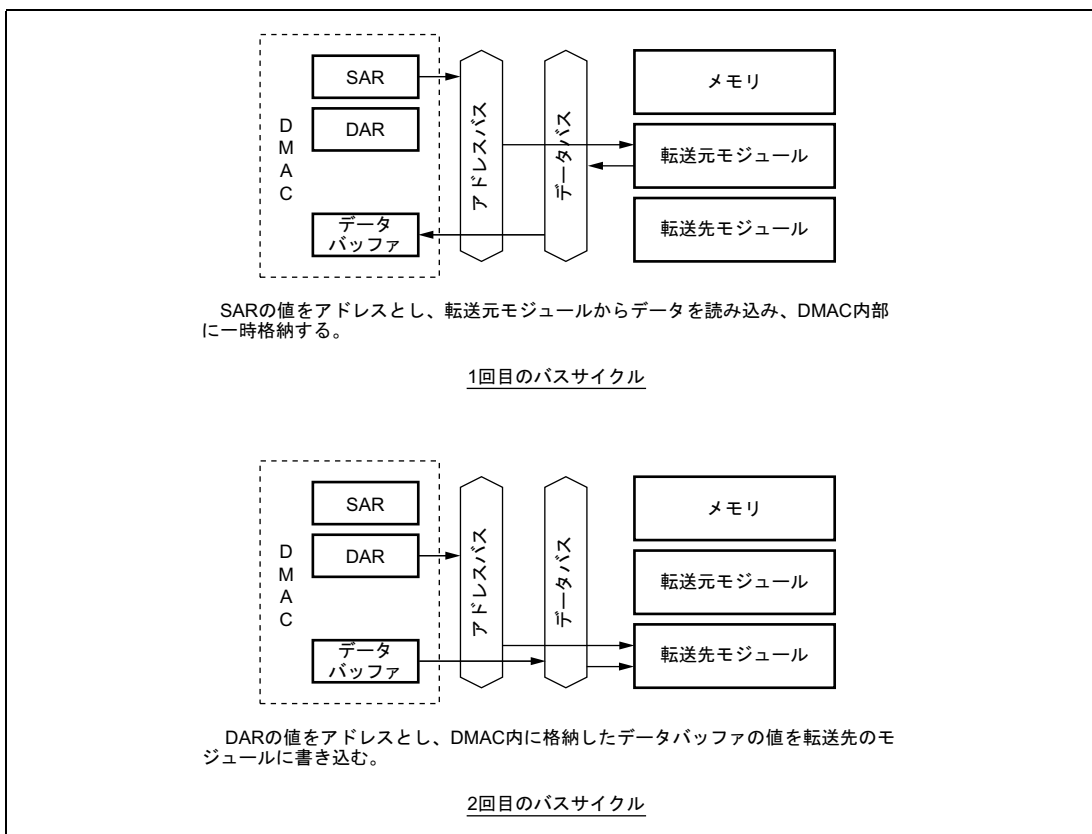 SAR
DAR
DMAC
データ
バッファ
アドレスバス
データバス
メモリ
転送元モジュール
転送先モジュール
SARの値をアドレスとし、転送元モジュールからデータを読み込み、DMAC内部
に一時格納する。
1回目のバスサイクル
SAR
DAR
DMAC
データ
バッファ
アドレスバス
データバス
メモリ
転送元モジュール
転送先モジュール
DARの値をアドレスとし、DMAC内に格納したデータバッファの値を転送先のモ
ジュールに書き込む。
2回目のバスサイクル